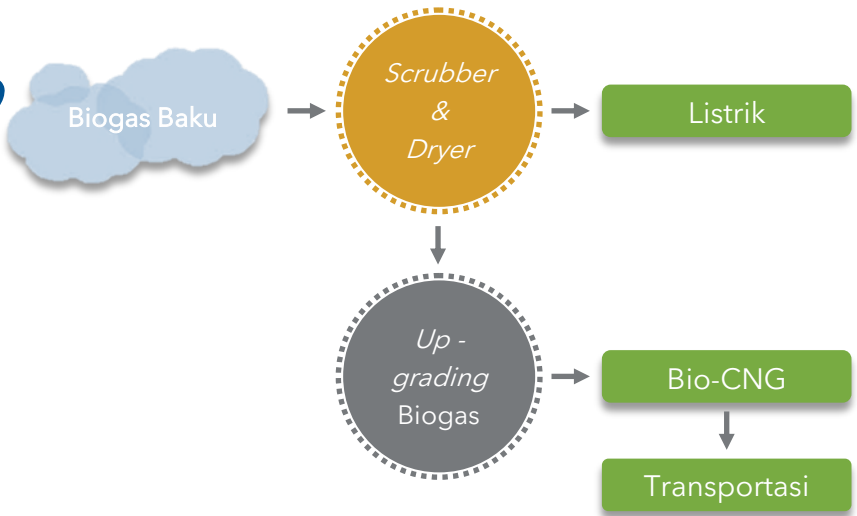 Biogas Baku
Scrubber
&
Dryer
Listrik
Up -
grading
Biogas
Bio-CNG
Transportasi